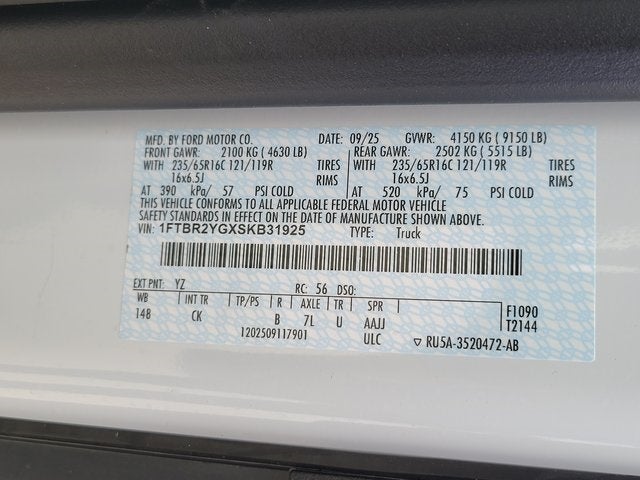 MFD. BY FORD MOTOR CO. DATE: 09/25 GVWR: 4150 KG ( 9150 LB)
FRONT GAWR: 2100 KG ( 4630 LB) REAR GAWR: 2502 KG ( 5515 LB)
WITH 235/65R16C 121/119R TIRES WITH 235/65R16C 121/119R TIRES
16x6.5J RIMS 16x6.5J RIMS
AT 390 kPa/ 57 PSI COLD AT 520 kPa/ 75 PSI COLD
THIS VEHICLE CONFORMS TO ALL APPLICABLE FEDERAL MOTOR VEHICLE
SAFETY STANDARDS IN EFFECT ON THE DATE OF MANUFACTURE SHOWN ABOVE.
VIN: 1FTBR2YGXSKB31925 TYPE: Truck
EXT PNT: YZ RC: 56 DSO:
WB INT TR TP/PS R AXLE TR SPR F1090
148 CK B 7L U AAJJ T2144
1202509117901 ULC ▽ RU5A-3520472-AB